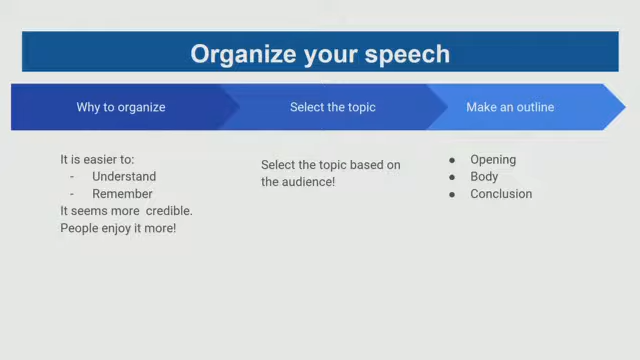 Organize your speech
Why to organize
Select the topic
Make an outline
It is easier to:
- Understand
- Remember
It seems more credible.
People enjoy it more!
Select the topic based on
the audience!
● Opening
● Body
● Conclusion